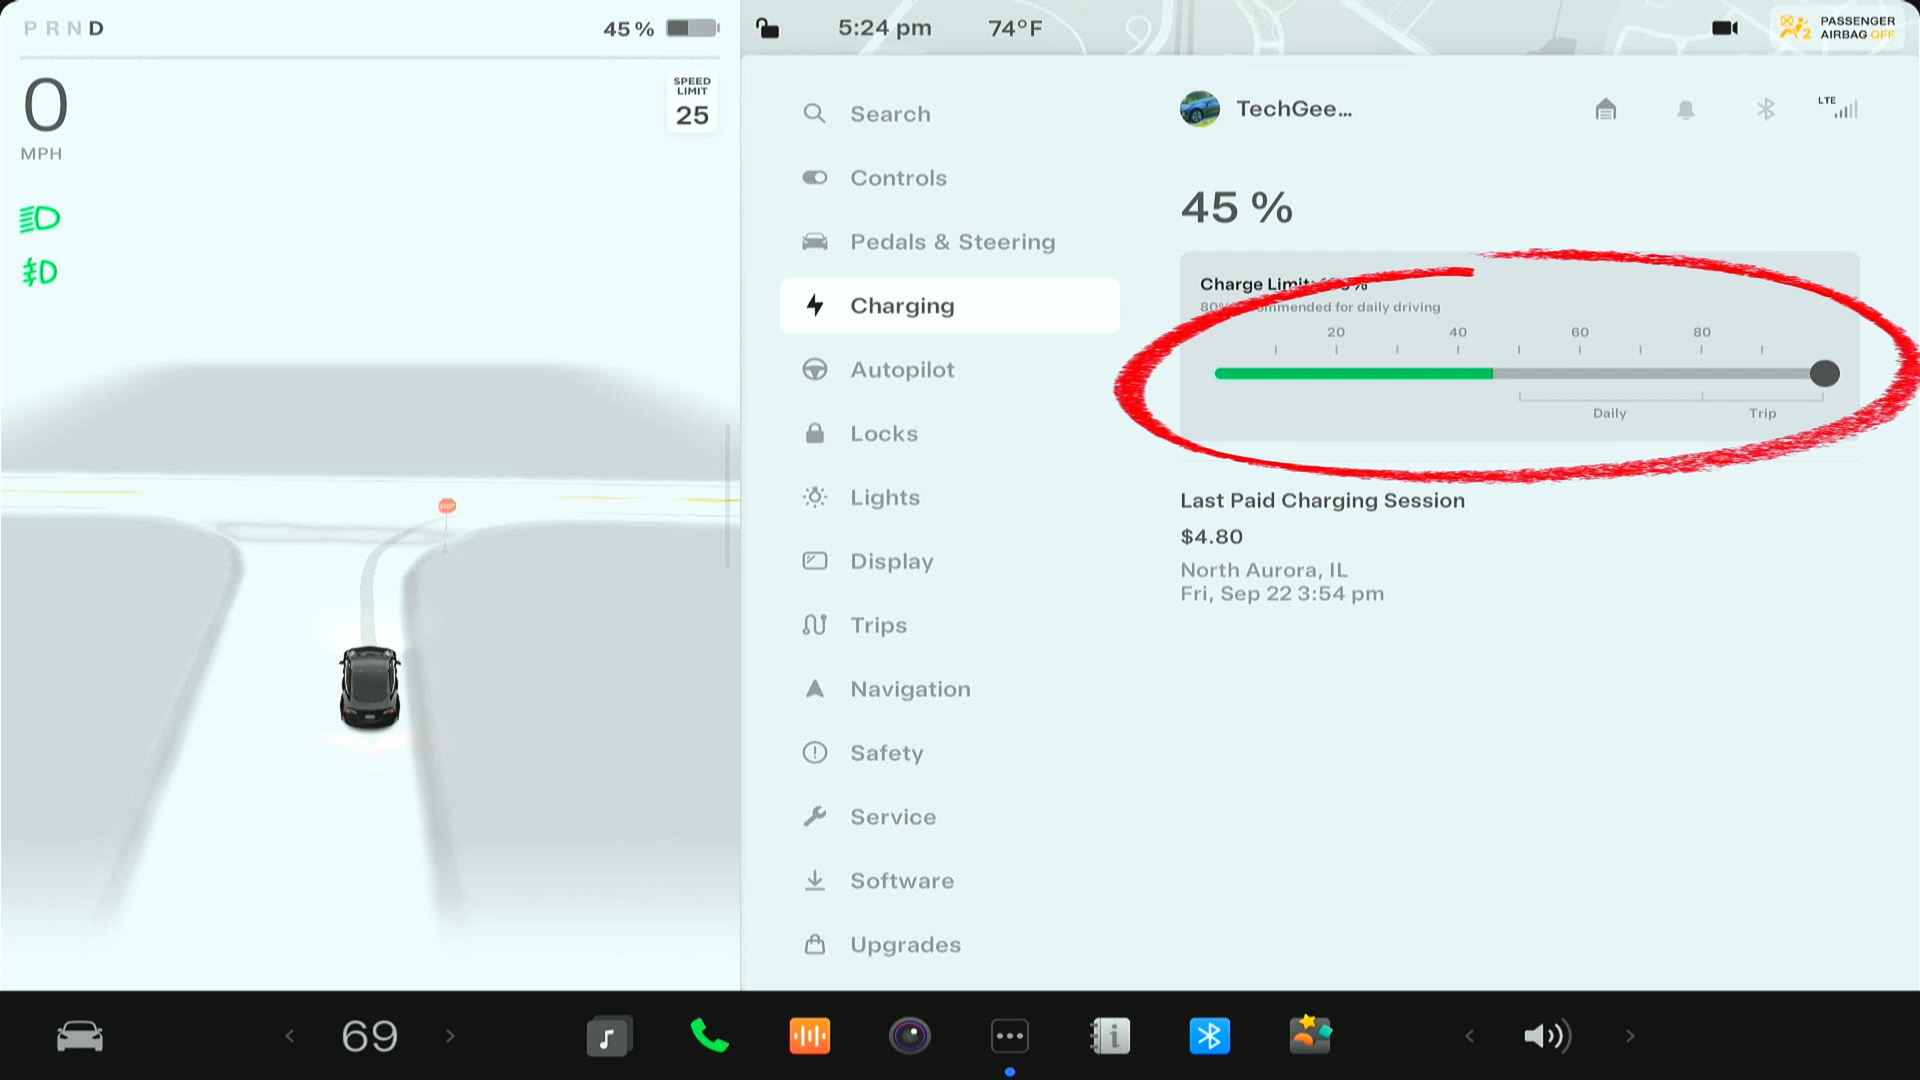 P R N D
45 %
5:24 pm
74°F
PASSENGER
AIRBAG OFF
2
0
MPH
SPEED
LIMIT
25
STOP
Search
Controls
Pedals & Steering
Charging
Autopilot
Locks
Lights
Display
Trips
Navigation
Safety
Service
Software
Upgrades
TechGee...
LTE
45 %
Charge Limit:
80% for daily driving
20 40 60 80
Daily Trip
Last Paid Charging Session
$4.80
North Aurora, IL
Fri, Sep 22 3:54 pm
69